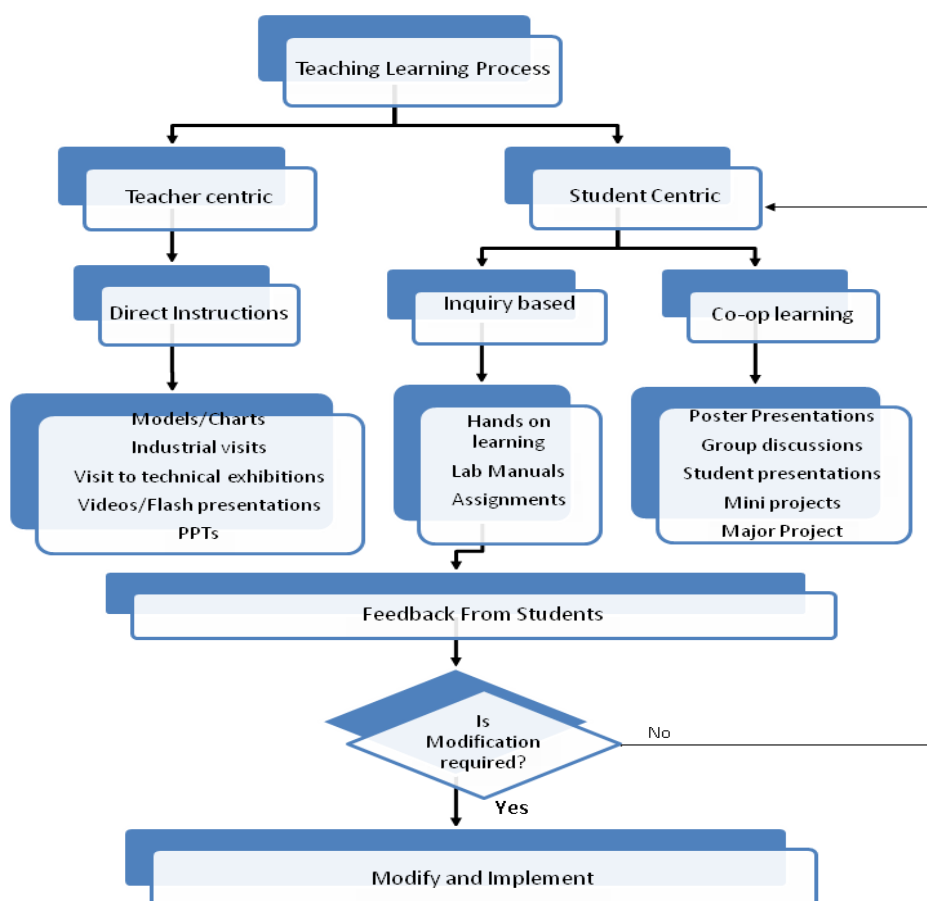 Teaching Learning Process
Teacher centric
Student Centric
Direct Instructions
Inquiry based
Co-op learning
Models/Charts
Industrial visits
Visit to technical exhibitions
Videos/Flash presentations
PPTs
Hands on
learning
Lab Manuals
Assignments
Poster Presentations
Group discussions
Student presentations
Mini projects
Major Project
Feedback From Students
Is
Modification
required?
No
Yes
Modify and Implement